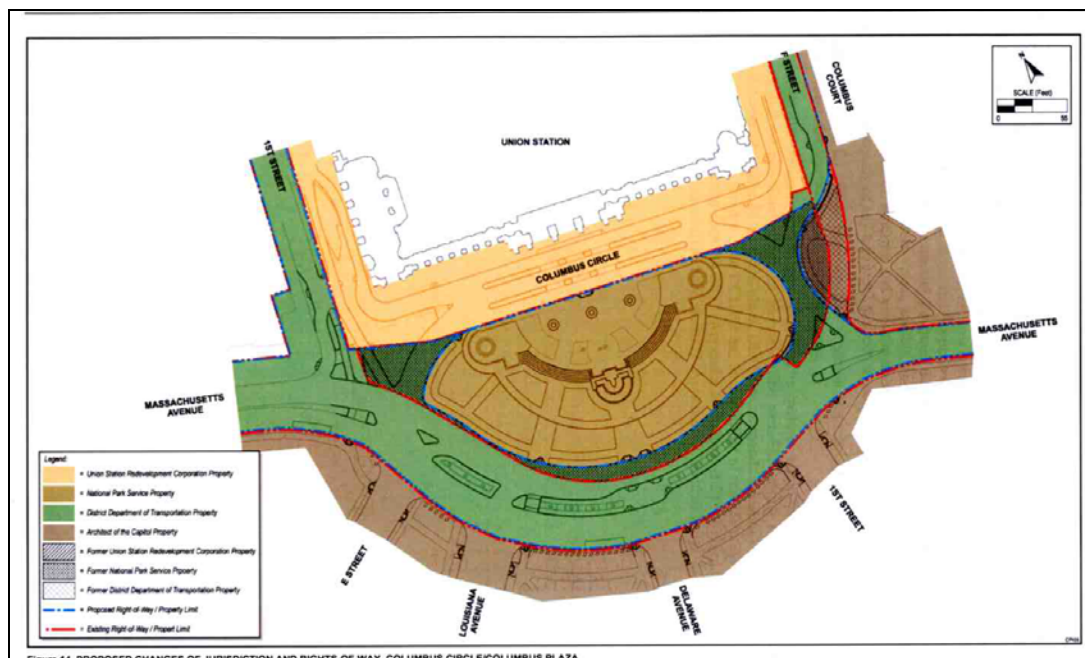 1ST STREET
UNION STATION
F STREET
COLUMBUS
COURT
SCALE (Feet)
0
COLUMBUS CIRCLE
MASSACHUSETTS
AVENUE
MASSACHUSETTS
AVENUE
E STREET
LOUISIANA
AVENUE
DELAWARE
AVENUE
1ST STREET
Legend:
= Union Station Redevelopment Corporation Property
= National Park Service Property
= District Department of Transportation Property
= Architect of the Capitol Property
= Former Union Station Redevelopment Corporation Property
= Former National Park Service Prpoerty
= Former District Department of Transportation Property
= Proposed Right-of-Way / Property Limit
= Existing Right-of-Way / Propert Limit
PROPOSED CHANGES OF JURISDICTION AND RIGHTS OF WAY, COLUMBUS CIRCLE/COLUMBUS PLAZA